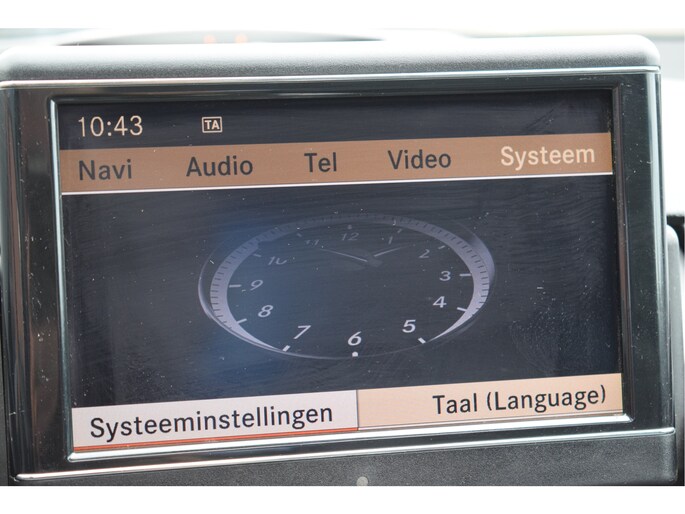 10:43 TA
Navi Audio Tel Video Systeem
11 12 1
10 2
9 3
8 4
7 6 5
Systeeminstellingen Taal (Language)